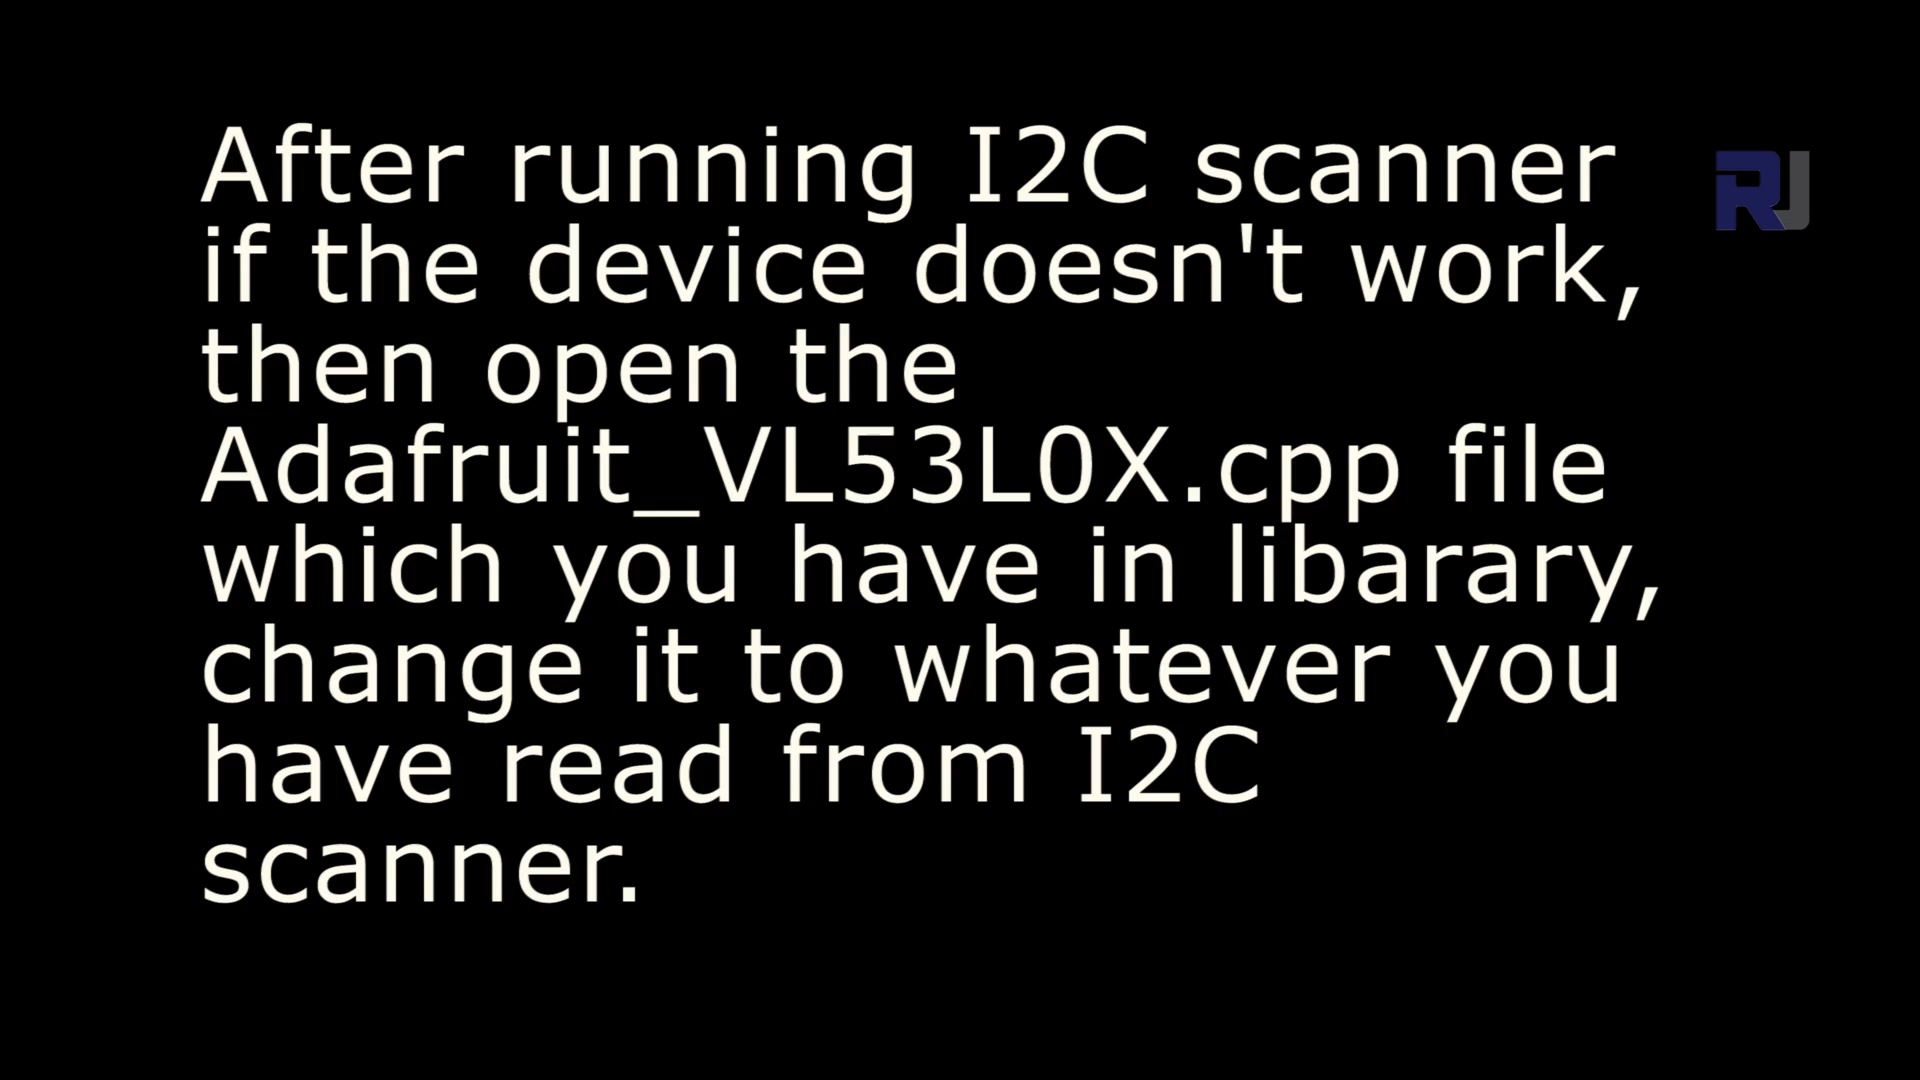 After running I2C scanner
if the device doesn't work,
then open the
Adafruit_VL53L0X.cpp file
which you have in libarary,
change it to whatever you
have read from I2C
scanner.
RJ